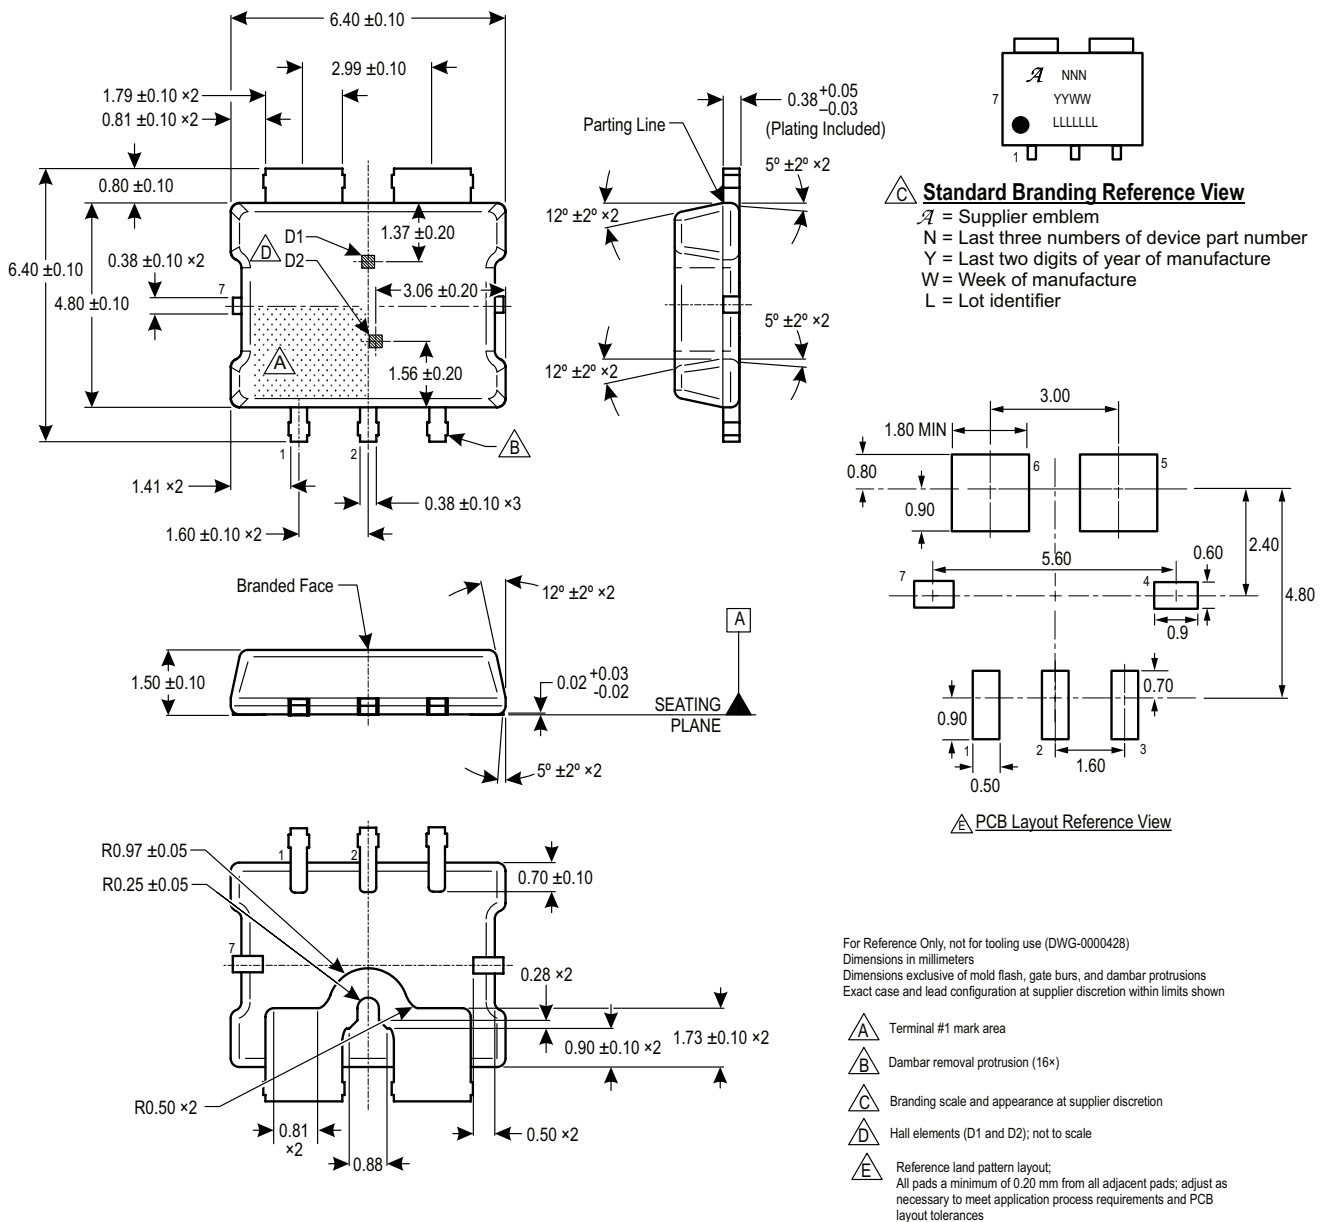 6.40 ±0.10
2.99 ±0.10
1.79 ±0.10 ×2
0.81 ±0.10 ×2
0.80 ±0.10
6.40 ±0.10
4.80 ±0.10
0.38 ±0.10 ×2
7
D
D1
D2
1.37 ±0.20
3.06 ±0.20
1.56 ±0.20
A
B
1
2
1.41 ×2
0.38 ±0.10 ×3
1.60 ±0.10 ×2
Parting Line
0.38 +0.05
–0.03
(Plating Included)
5º ±2º ×2
12º ±2º ×2
5º ±2º ×2
12º ±2º ×2
A NNN
7
YYWW
LLLLLLL
1
C Standard Branding Reference View
A = Supplier emblem
N = Last three numbers of device part number
Y = Last two digits of year of manufacture
W = Week of manufacture
L = Lot identifier
3.00
1.80 MIN
0.80
6
5
0.90
2.40
5.60
0.60
7
4
4.80
0.9
0.70
0.90
1
2
3
1.60
0.50
E PCB Layout Reference View
Branded Face
12º ±2º ×2
A
1.50 ±0.10
0.02 +0.03
-0.02
SEATING
PLANE
5º ±2º ×2
R0.97 ±0.05
R0.25 ±0.05
1
2
0.70 ±0.10
7
0.28 ×2
0.90 ±0.10 ×2
1.73 ±0.10 ×2
R0.50 ×2
0.81
×2
0.88
0.50 ×2
For Reference Only, not for tooling use (DWG-0000428)
Dimensions in millimeters
Dimensions exclusive of mold flash, gate burs, and dambar protrusions
Exact case and lead configuration at supplier discretion within limits shown
A Terminal #1 mark area
B Dambar removal protrusion (16×)
C Branding scale and appearance at supplier discretion
D Hall elements (D1 and D2); not to scale
E Reference land pattern layout;
All pads a minimum of 0.20 mm from all adjacent pads; adjust as
necessary to meet application process requirements and PCB
layout tolerances